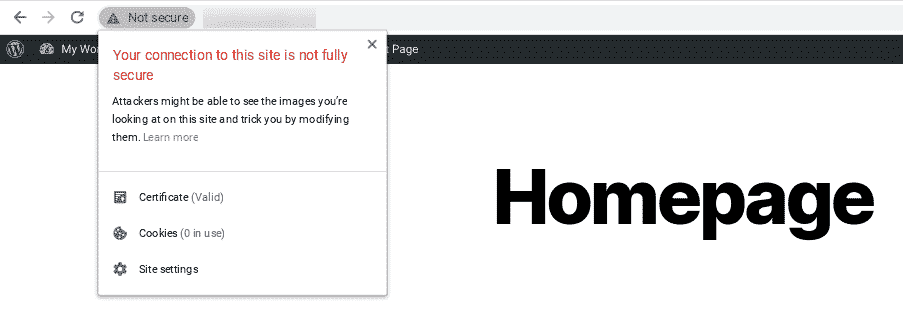 Not secure
My Wor
t Page
Your connection to this site is not fully
secure
Attackers might be able to see the images you're
looking at on this site and trick you by modifying
them. Learn more
Certificate (Valid)
Cookies (0 in use)
Site settings
Homepage